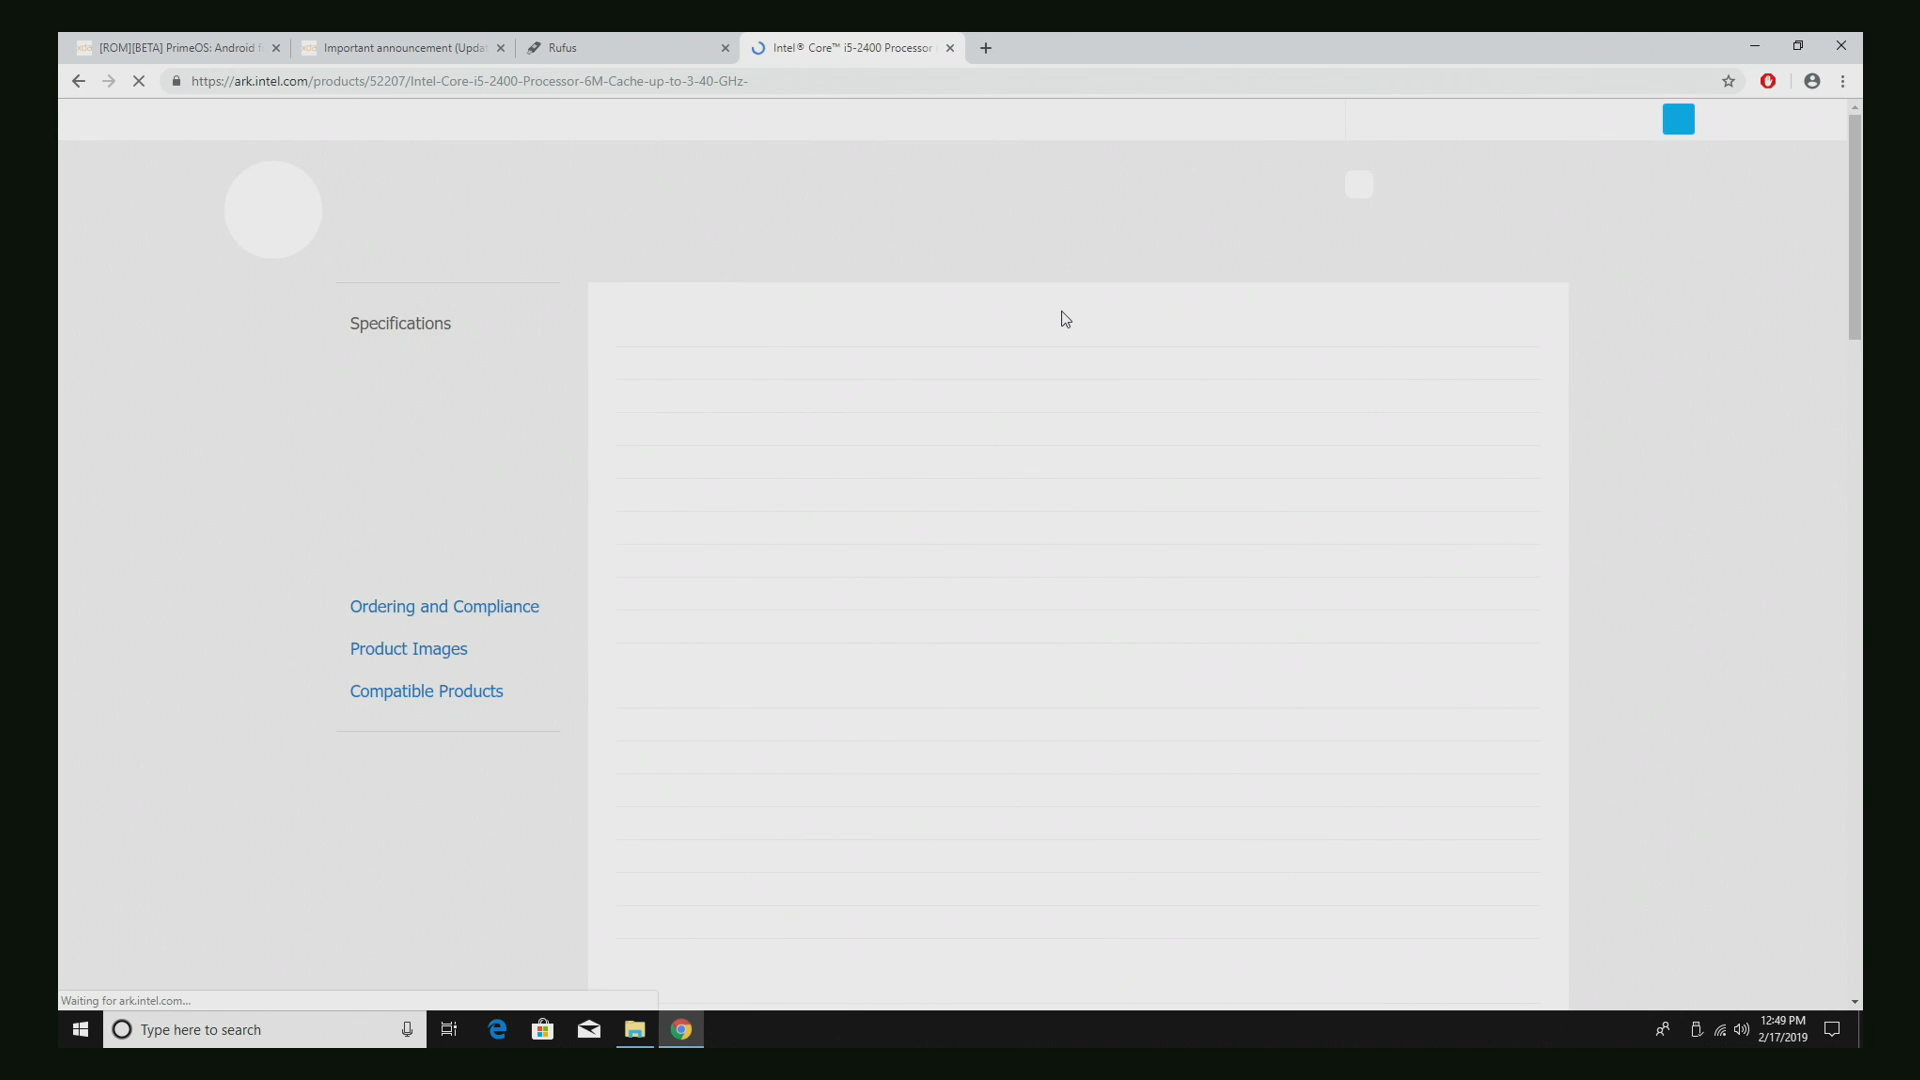 [ROM][BETA] PrimeOS: Android f
Important announcement (Upda
Rufus
Intel® Core™ i5-2400 Processor
https://ark.intel.com/products/52207/Intel-Core-i5-2400-Processor-6M-Cache-up-to-3-40-GHz-
Specifications
Ordering and Compliance
Product Images
Compatible Products
Waiting for ark.intel.com...
Type here to search
12:49 PM
2/17/2019